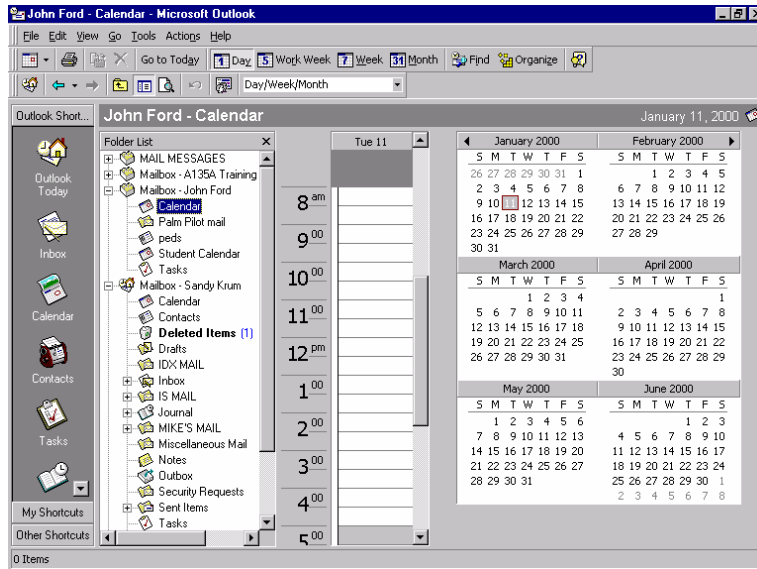 John Ford - Calendar - Microsoft Outlook
File Edit View Go Tools Actions Help
Go to Today 1 Day 5 Work Week 7 Week 31 Month Find Organize
Day/Week/Month
Outlook Short... John Ford - Calendar January 11, 2000
Outlook Today
Inbox
Calendar
Contacts
Tasks
My Shortcuts
Other Shortcuts
Folder List
MAIL MESSAGES
Mailbox - A135A Training
Mailbox - John Ford
Calendar
Palm Pilot mail
peds
Student Calendar
Tasks
Mailbox - Sandy Krum
Calendar
Contacts
Deleted Items (1)
Drafts
IDX MAIL
Inbox
IS MAIL
Journal
MIKE'S MAIL
Miscellaneous Mail
Notes
Outbox
Security Requests
Sent Items
Tasks
Tue 11
8 am
9 00
10 00
11 00
12 pm
1 00
2 00
3 00
4 00
5 00
January 2000
S M T W T F S
26 27 28 29 30 31 1
2 3 4 5 6 7 8
9 10 11 12 13 14 15
16 17 18 19 20 21 22
23 24 25 26 27 28 29
30 31
February 2000
S M T W T F S
1 2 3 4 5
6 7 8 9 10 11 12
13 14 15 16 17 18 19
20 21 22 23 24 25 26
27 28 29
March 2000
S M T W T F S
1 2 3 4
5 6 7 8 9 10 11
12 13 14 15 16 17 18
19 20 21 22 23 24 25
26 27 28 29 30 31
April 2000
S M T W T F S
1
2 3 4 5 6 7 8
9 10 11 12 13 14 15
16 17 18 19 20 21 22
23 24 25 26 27 28 29
30
May 2000
S M T W T F S
1 2 3 4 5 6
7 8 9 10 11 12 13
14 15 16 17 18 19 20
21 22 23 24 25 26 27
28 29 30 31
June 2000
S M T W T F S
1 2 3
4 5 6 7 8 9 10
11 12 13 14 15 16 17
18 19 20 21 22 23 24
25 26 27 28 29 30 1
2 3 4 5 6 7 8
0 Items